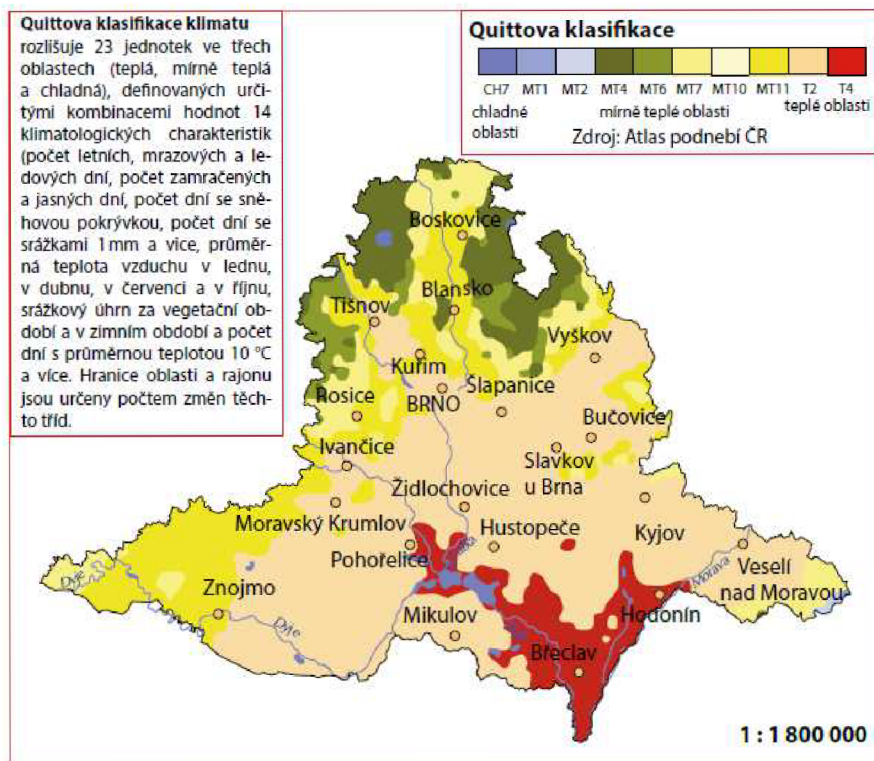 Quittova klasifikace klimatu
rozlišuje 23 jednotek ve třech
oblastech (teplá, mírně teplá
a chladná), definovaných urči-
tými kombinacemi hodnot 14
klimatologických charakteristik
(počet letních, mrazových a le-
dových dní, počet zamračených
a jasných dní, počet dní se sně-
hovou pokrývkou, počet dní se
srážkami 1mm a vice, průměr-
ná teplota vzduchu v lednu,
v dubnu, v červenci a v říjnu,
srážkový úhrn za vegetační ob-
dobí a v zimním období a počet
dní s průměrnou teplotou 10 °C
a více. Hranice oblasti a rajonu
jsou určeny počtem změn těch-
to tříd.
Quittova klasifikace
CH7 MT1 MT2 MT4 MT6 MT7 MT10 MT11 T2 T4
chladné oblasti
mírně teplé oblasti
teplé oblasti
Zdroj: Atlas podnebí ČR
Boskovice
Blansko
Tišnov
Vyškov
Kuřim
Šlapanice
BRNO
Rosice
Bučovice
Ivančice
Slavkov
u Brna
Židlochovice
Moravský Krumlov
Hustopeče
Kyjov
Pohořelice
Veselí
nad Moravou
Morava
Dyje
Znojmo
Hodonín
Dyje
Mikulov
Břeclav
1 : 1 800 000